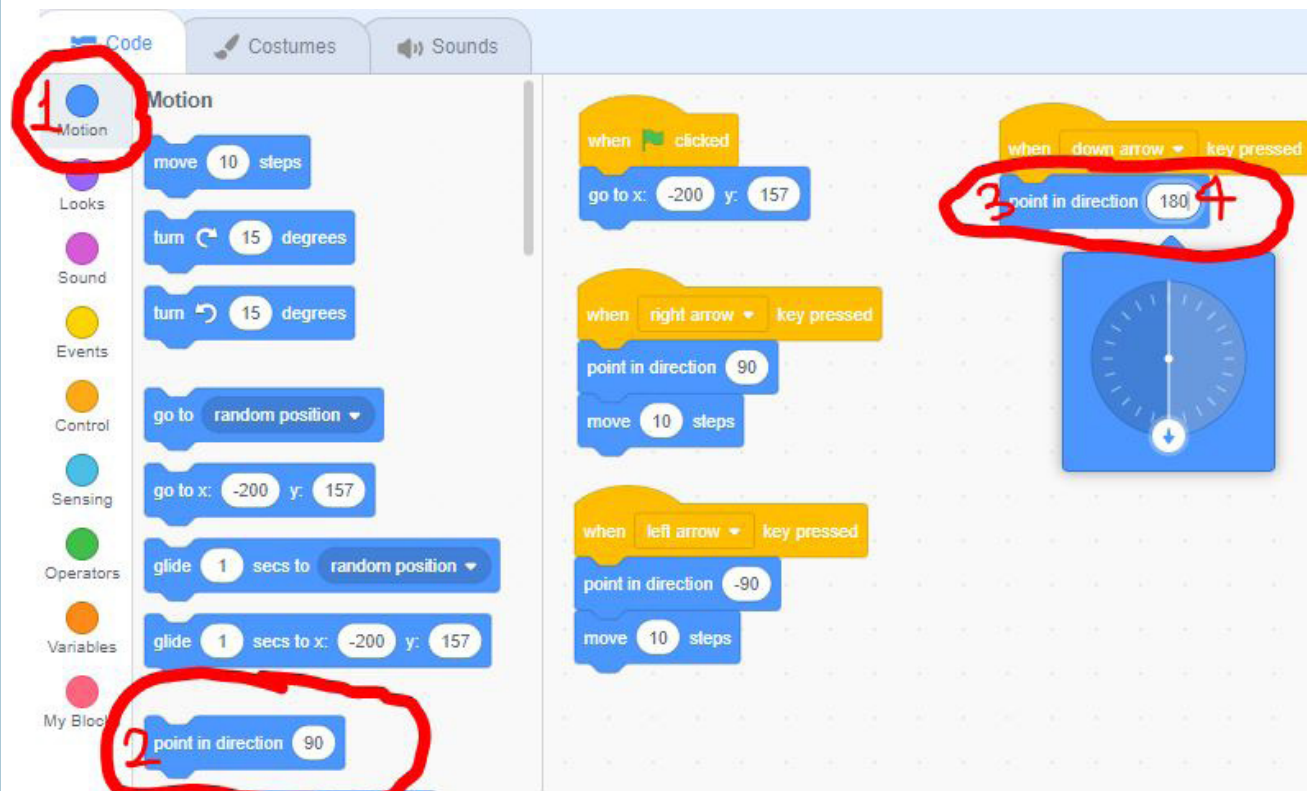 Code
Costumes
Sounds
1
Motion
Looks
Sound
Events
Control
Sensing
Operators
Variables
My Blocks
Motion
move 10 steps
turn 15 degrees
turn 15 degrees
go to random position
go to x: -200 y: 157
glide 1 secs to random position
glide 1 secs to x: -200 y: 157
2 point in direction 90
when clicked
go to x: -200 y: 157
when right arrow key pressed
point in direction 90
move 10 steps
when left arrow key pressed
point in direction -90
move 10 steps
when down arrow key pressed
3 point in direction 180 4